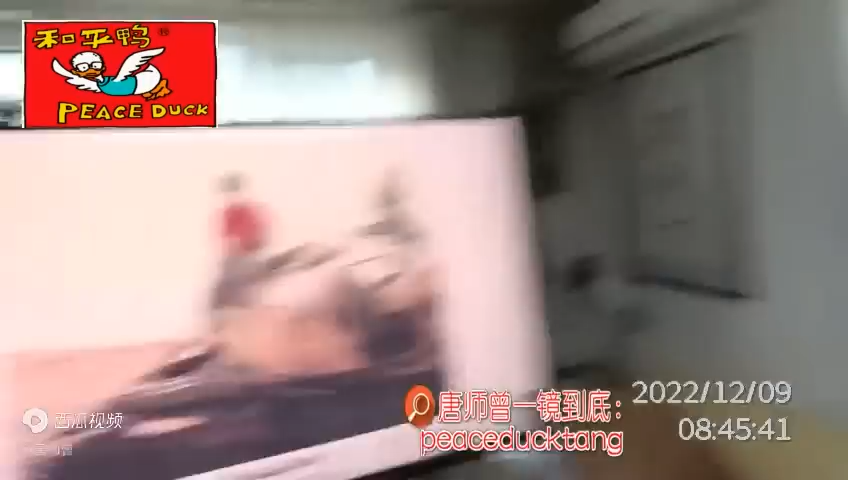 和平鸭®
PEACE DUCK
唐师曾一镜到底：
peaceducktang
2022/12/09
08:45:41
西瓜视频